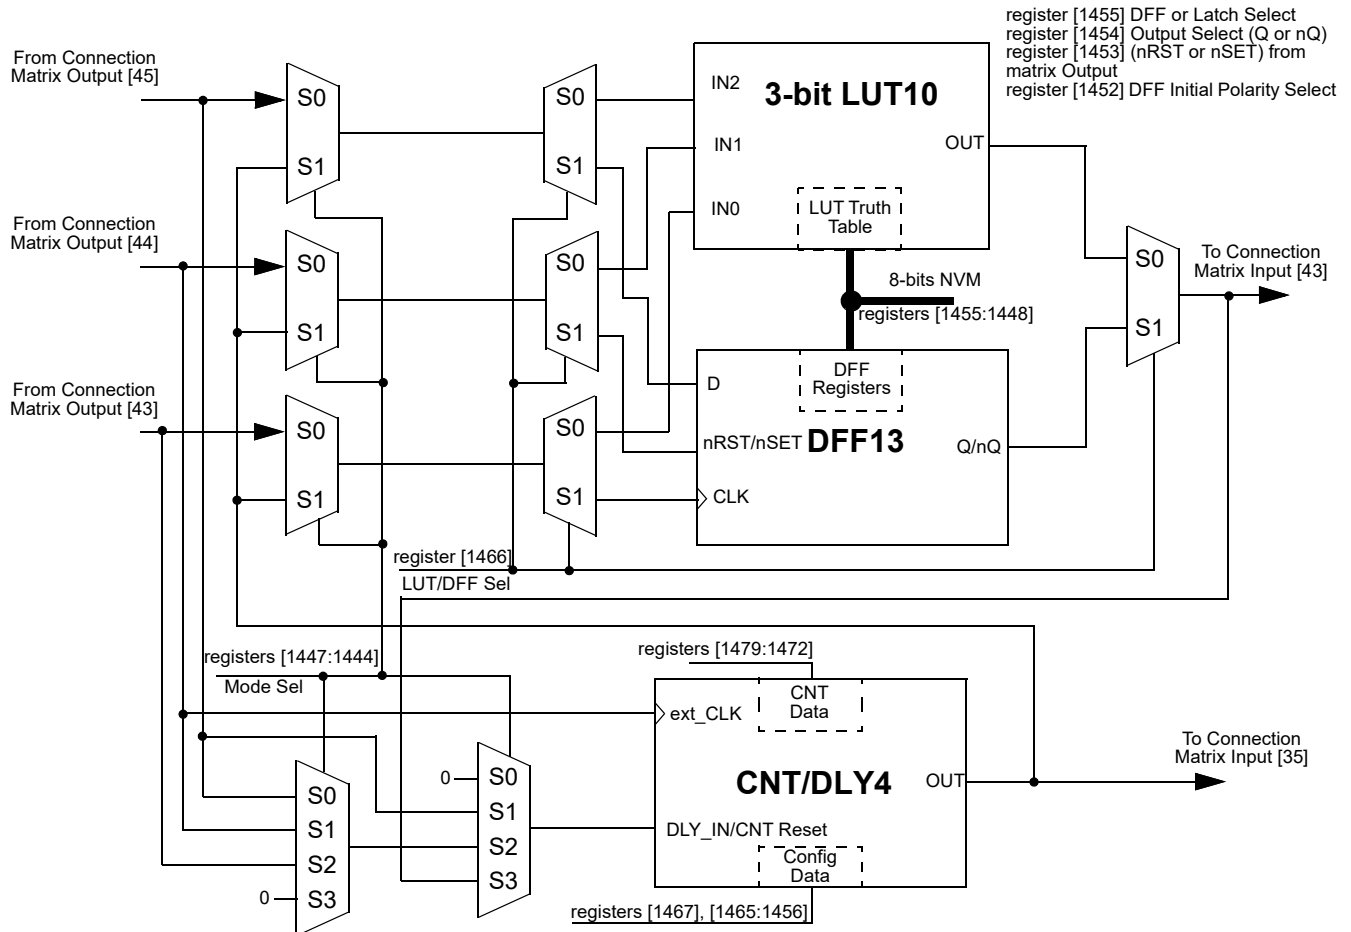 register [1455] DFF or Latch Select
register [1454] Output Select (Q or nQ)
register [1453] (nRST or nSET) from
matrix Output
register [1452] DFF Initial Polarity Select
From Connection
Matrix Output [45]
S0
S1
S0
S1
IN2
3-bit LUT10
IN1
OUT
IN0
LUT Truth
Table
From Connection
Matrix Output [44]
S0
S1
S0
S1
8-bits NVM
registers [1455:1448]
S0
S1
To Connection
Matrix Input [43]
From Connection
Matrix Output [43]
S0
S1
S0
S1
D
DFF
Registers
nRST/nSET
DFF13
Q/nQ
CLK
register [1466]
LUT/DFF Sel
registers [1447:1444]
Mode Sel
registers [1479:1472]
CNT
Data
ext_CLK
CNT/DLY4
OUT
To Connection
Matrix Input [35]
DLY_IN/CNT Reset
Config
Data
S0
S1
S2
0
S3
0
S0
S1
S2
S3
registers [1467], [1465:1456]